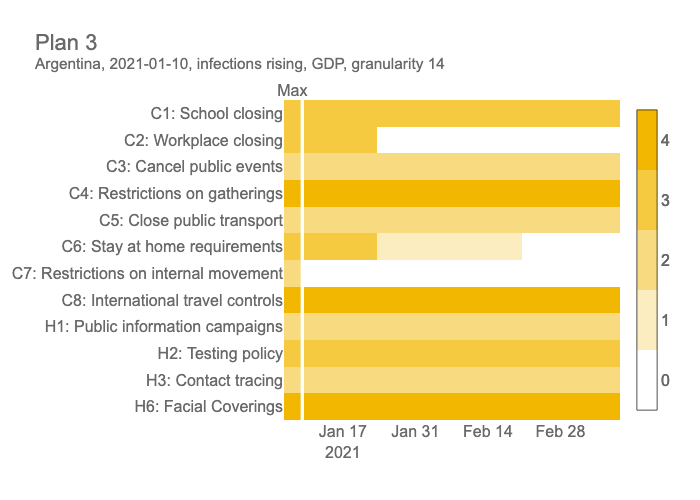 Plan 3
Argentina, 2021-01-10, infections rising, GDP, granularity 14
Max
C1: School closing
C2: Workplace closing
C3: Cancel public events
C4: Restrictions on gatherings
C5: Close public transport
C6: Stay at home requirements
C7: Restrictions on internal movement
C8: International travel controls
H1: Public information campaigns
H2: Testing policy
H3: Contact tracing
H6: Facial Coverings
Jan 17 Jan 31 Feb 14 Feb 28
2021
4
3
2
1
0